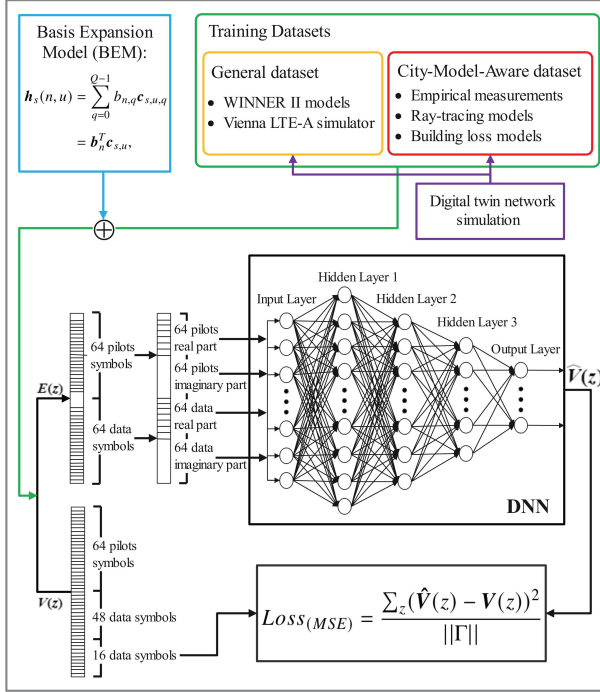 Basis Expansion
Model (BEM):
h_s(n, u) = \sum_{q=0}^{Q-1} b_{n,q} c_{s,u,q}
= b_n^T c_{s,u},
Training Datasets
General dataset
• WINNER II models
• Vienna LTE-A simulator
City-Model-Aware dataset
• Empirical measurements
• Ray-tracing models
• Building loss models
Digital twin network
simulation
Hidden Layer 1
Input Layer
Hidden Layer 2
Hidden Layer 3
Output Layer
64 pilots
symbols
64 data
symbols
E(z)
64 pilots
real part
64 pilots
imaginary part
64 data
real part
64 data
imaginary part
V̂(z)
DNN
64 pilots
symbols
V(z)
48 data symbols
16 data symbols
Loss_{(MSE)} = \frac{\sum_z (\hat{V}(z) − V(z))^2}{||Γ||}